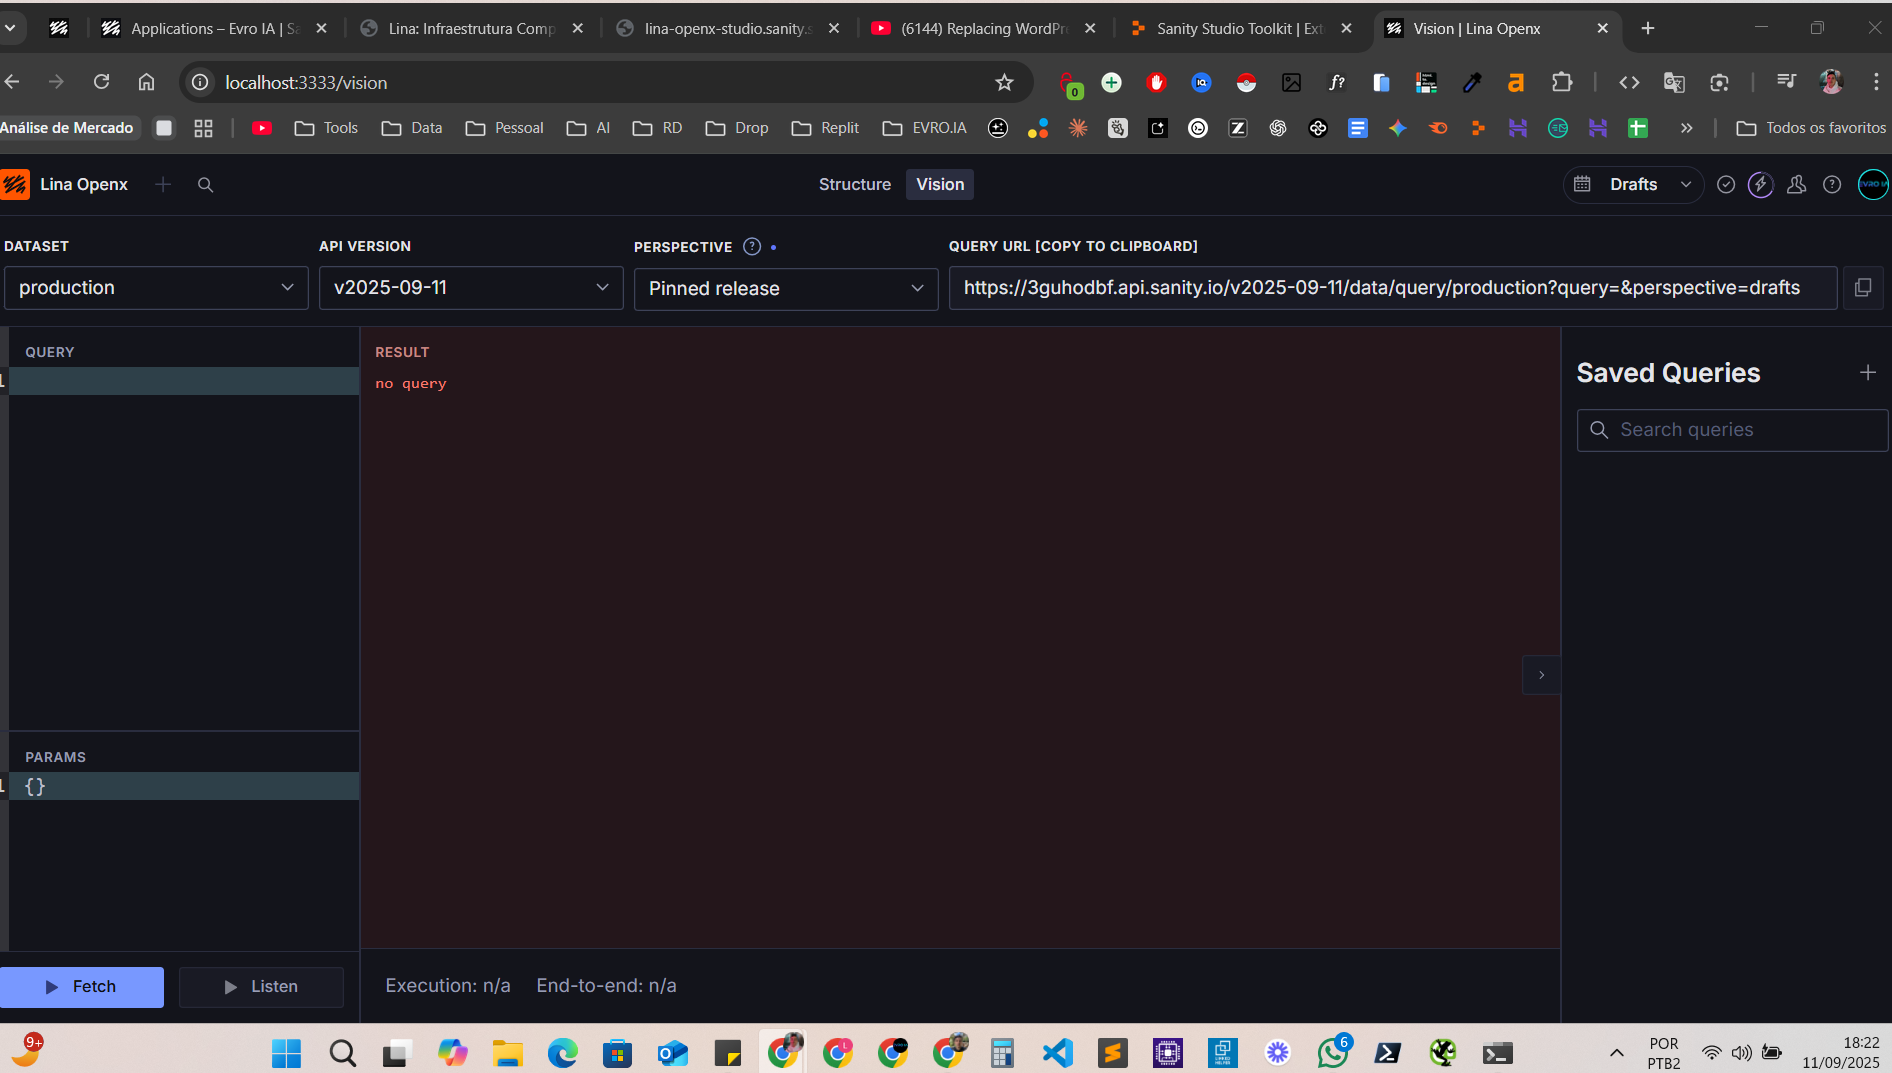 Applications – Evro IA | Sa
Lina: Infraestrutura Comp
lina-openx-studio.sanity.s
(6144) Replacing WordPre
Sanity Studio Toolkit | Ext
Vision | Lina Openx
localhost:3333/vision
0
IQ
f?
a
Análise de Mercado
Tools
Data
Pessoal
AI
RD
Drop
Replit
EVRO.IA
Todos os favoritos
Lina Openx
Structure
Vision
Drafts
DATASET
API VERSION
PERSPECTIVE
QUERY URL [COPY TO CLIPBOARD]
production
v2025-09-11
Pinned release
https://3guhodbf.api.sanity.io/v2025-09-11/data/query/production?query=&perspective=drafts
QUERY
1
RESULT
no query
Saved Queries
Search queries
PARAMS
1
{}
Fetch
Listen
Execution: n/a
End-to-end: n/a
9+
L
6
POR
PTB2
18:22
11/09/2025